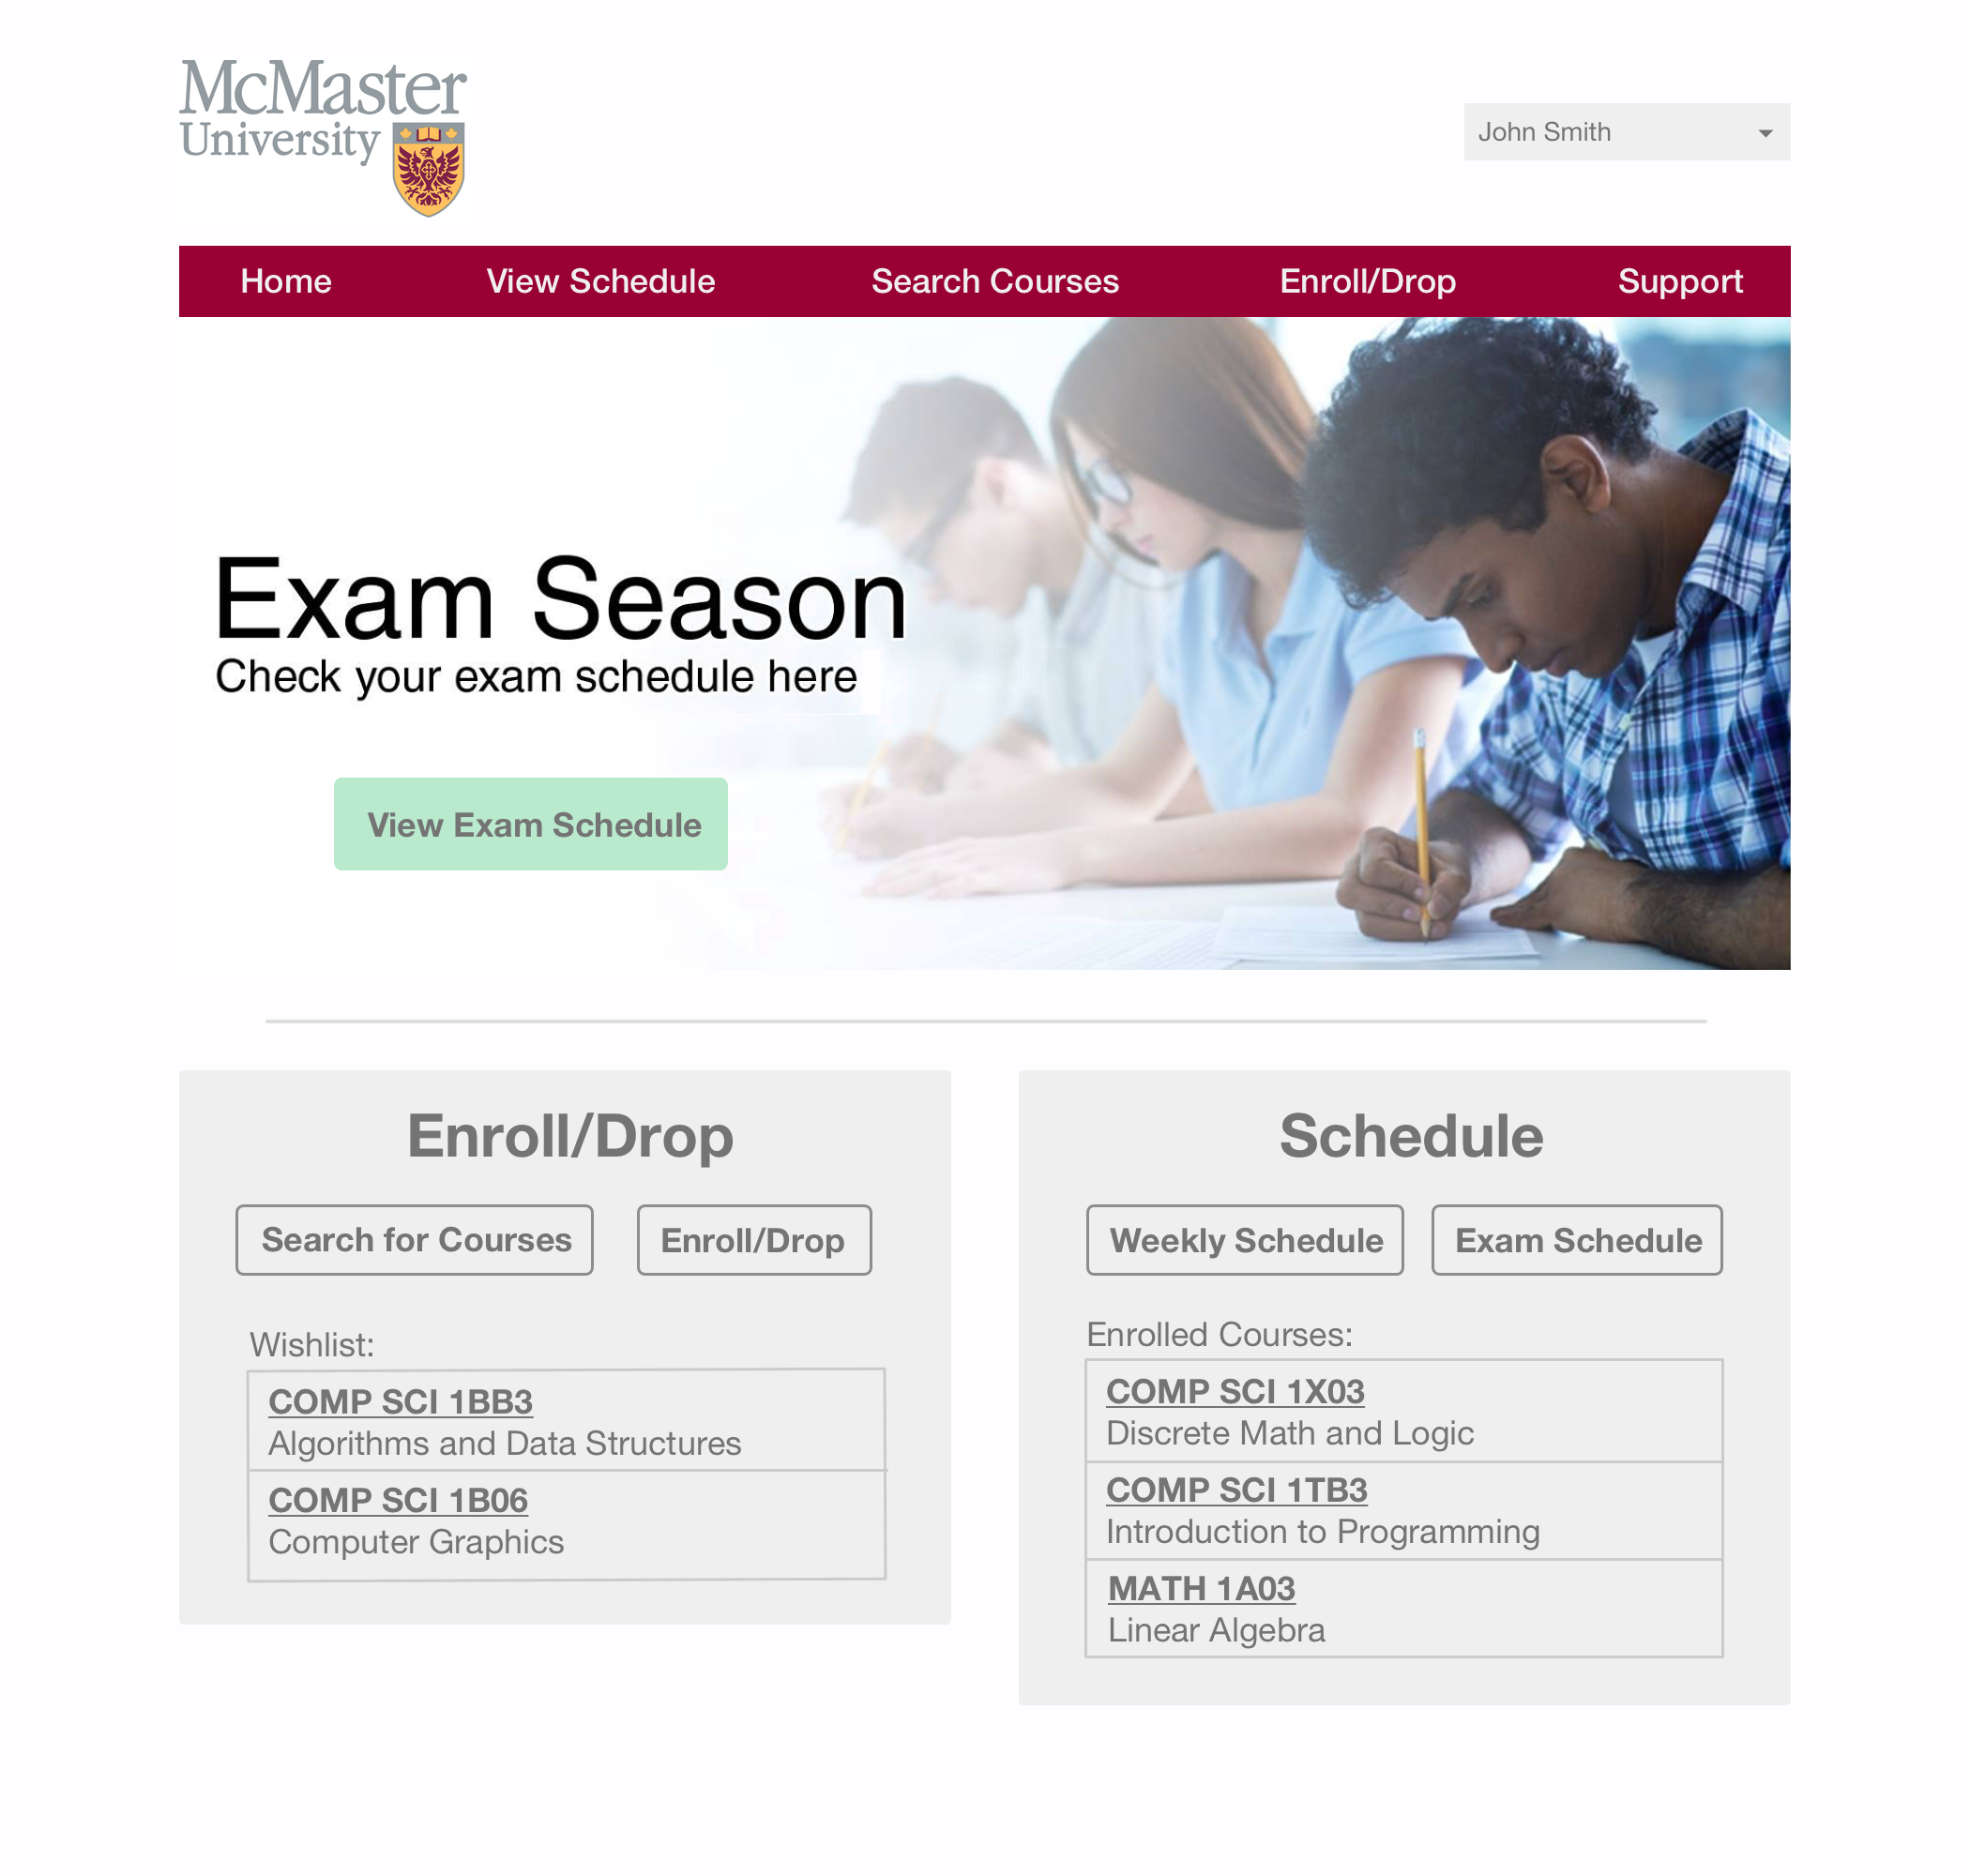 McMaster
University
John Smith
Home View Schedule Search Courses Enroll/Drop Support
Exam Season
Check your exam schedule here
View Exam Schedule
Enroll/Drop
Search for Courses Enroll/Drop
Wishlist:
COMP SCI 1BB3
Algorithms and Data Structures
COMP SCI 1B06
Computer Graphics
Schedule
Weekly Schedule Exam Schedule
Enrolled Courses:
COMP SCI 1X03
Discrete Math and Logic
COMP SCI 1TB3
Introduction to Programming
MATH 1A03
Linear Algebra